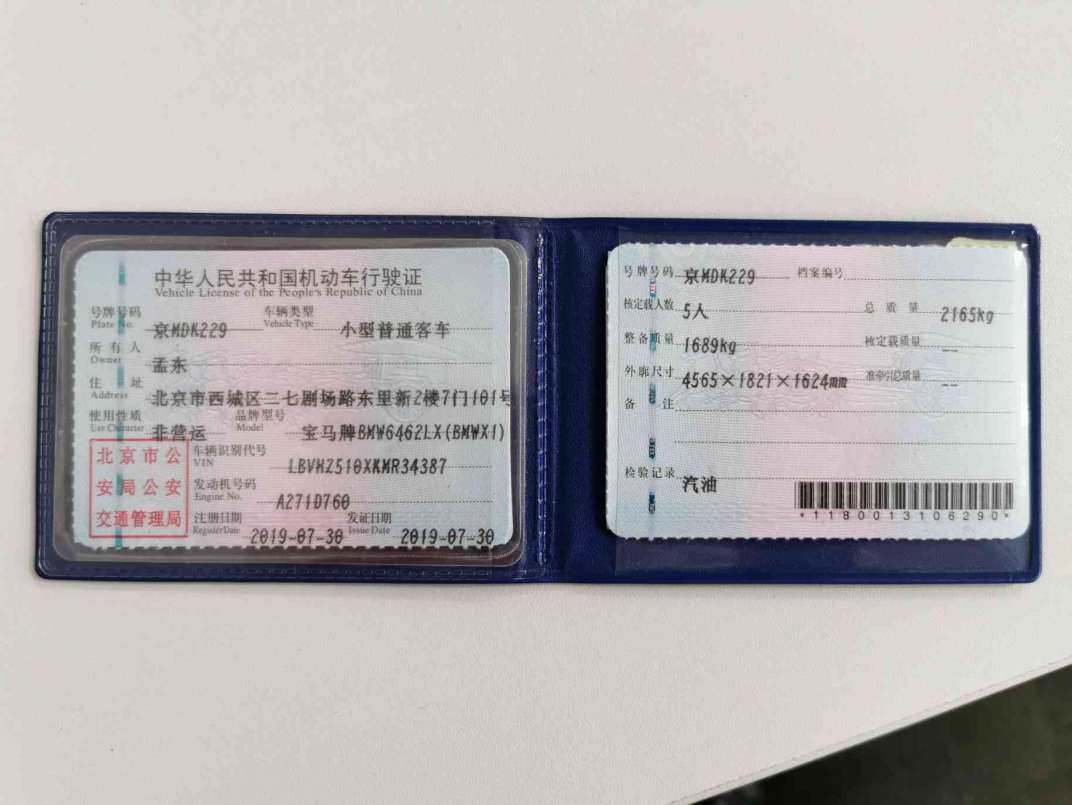 中华人民共和国机动车行驶证
Vehicle License of the People's Republic of China
号牌号码 京MDK229 车辆类型 小型普通客车
Plate No. Vehicle Type
所有人 孟东
Owner
住址 北京市西城区二七剧场路东里新2楼7门101号
Address
使用性质 非营运 品牌型号 宝马牌BMW6462LX(BMWX1)
Use Character Model
北京市公
安局公安
交通管理局
车辆识别代号 LBVHZ510XKMR34387
VIN
发动机号码 A271D760
Engine No.
注册日期 2019-07-30 发证日期 2019-07-30
Register Date Issue Date
号牌号码 京MDK229 档案编号
核定载人数 5人 总质量 2165kg
整备质量 1689kg 核定载质量 --
外廓尺寸 4565×1821×1624mm 准牵引总质量 --
备注
检验记录 汽油
*1180013106290*